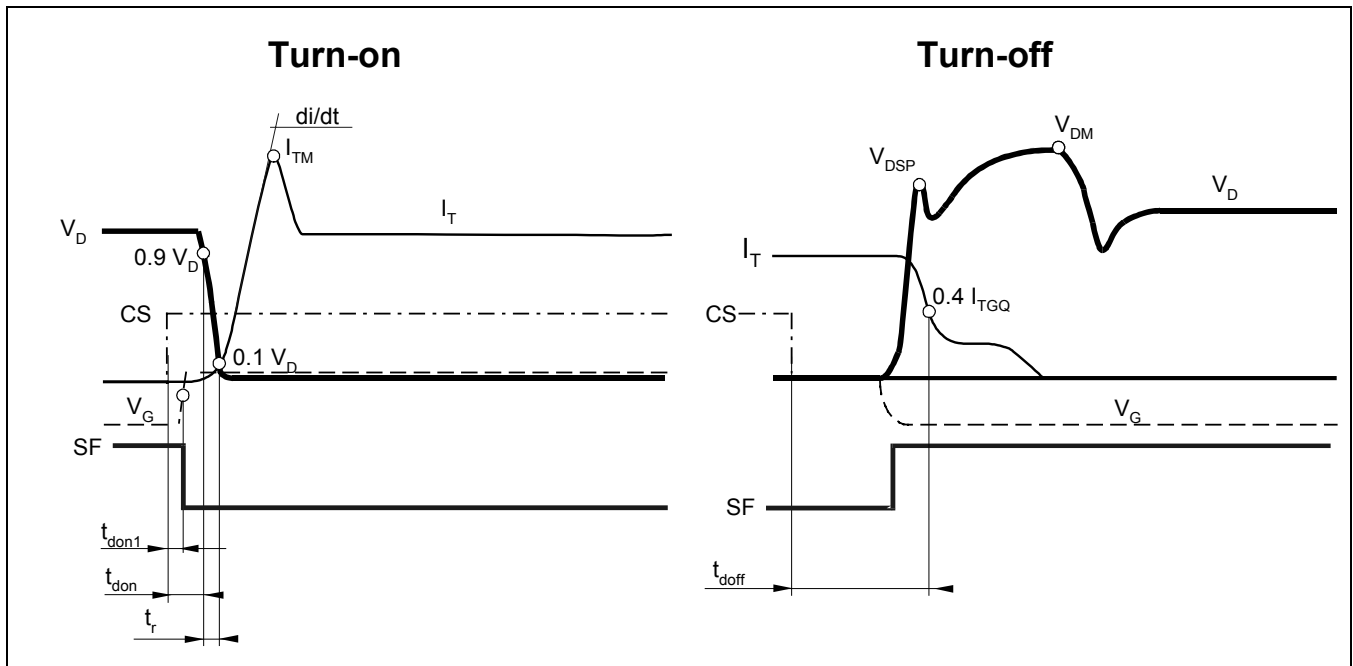 Turn-on
di/dt
I_TM
I_T
V_D
0.9 V_D
CS
0.1 V_D
V_G
SF
t_don1
t_don
t_r
Turn-off
V_DM
V_DSP
V_D
I_T
0.4 I_TGQ
CS
V_G
SF
t_doff